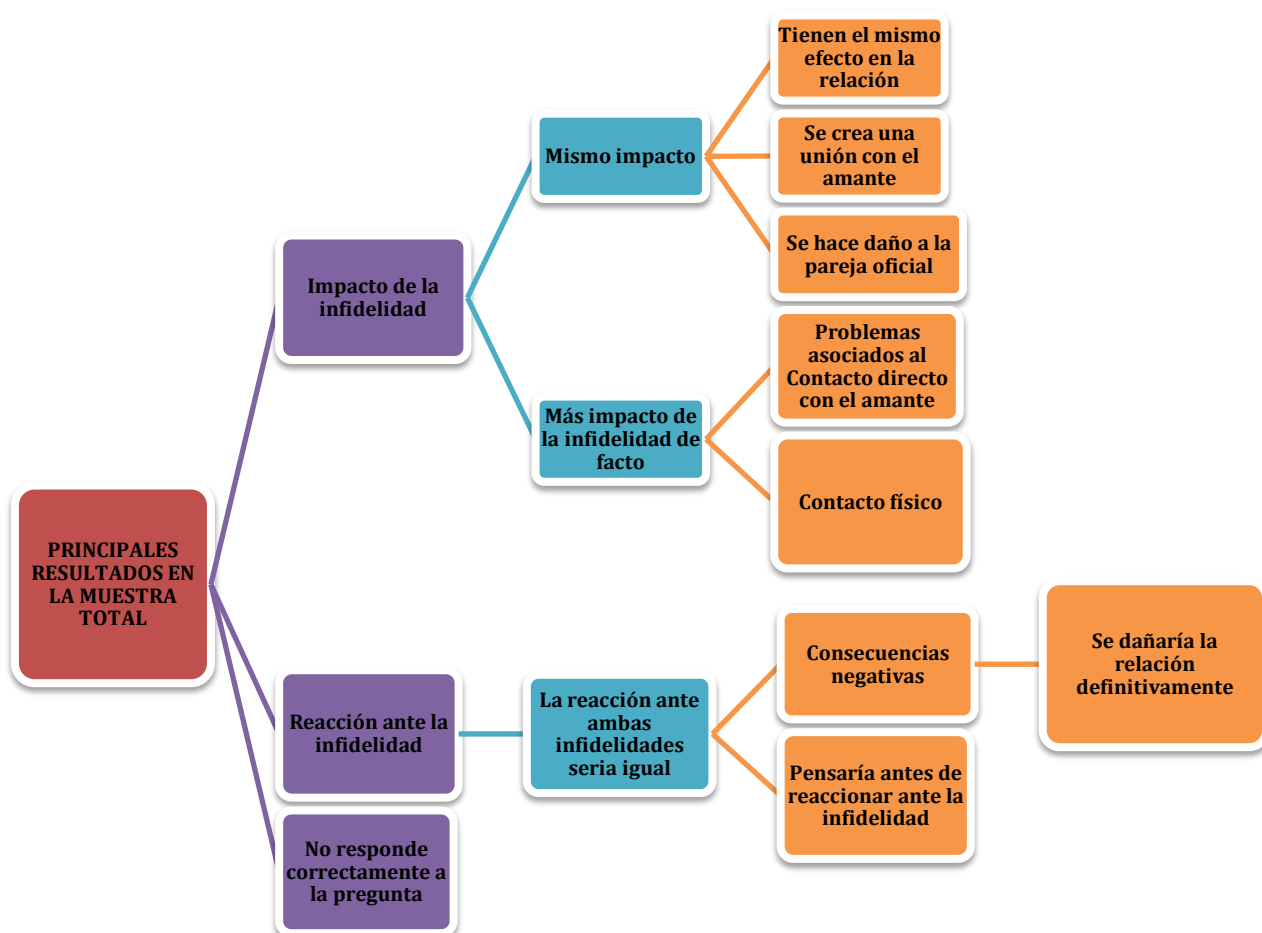 PRINCIPALES
RESULTADOS EN
LA MUESTRA
TOTAL
Impacto de la
infidelidad
Mismo impacto
Tienen el mismo
efecto en la
relación
Se crea una
unión con el
amante
Se hace daño a la
pareja oficial
Más impacto de
la infidelidad de
facto
Problemas
asociados al
Contacto directo
con el amante
Contacto físico
Reacción ante la
infidelidad
La reacción ante
ambas
infidelidades
seria igual
Consecuencias
negativas
Se dañaría la
relación
definitivamente
Pensaría antes de
reaccionar ante la
infidelidad
No responde
correctamente a
la pregunta